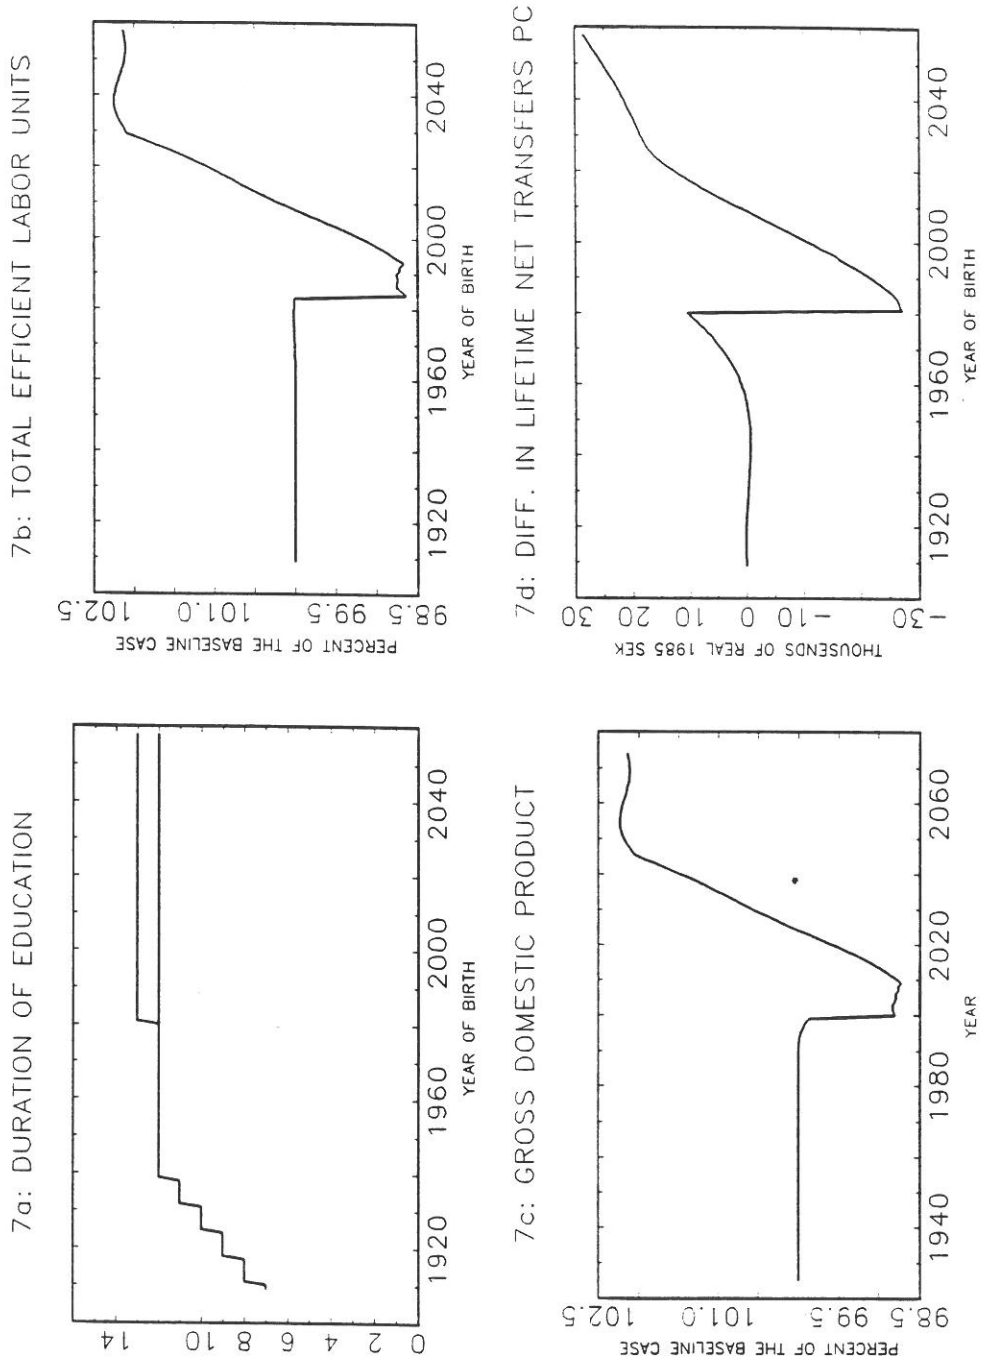 7a: DURATION OF EDUCATION
14
10
8
6
4
2
0
1920 1960 2000 2040
YEAR OF BIRTH
7b: TOTAL EFFICIENT LABOR UNITS
PERCENT OF THE BASELINE CASE
102.5
101.0
99.5
98.5
1920 1960 2000 2040
YEAR OF BIRTH
7c: GROSS DOMESTIC PRODUCT
PERCENT OF THE BASELINE CASE
102.5
101.0
99.5
98.5
1940 1980 2020 2060
YEAR
7d: DIFF. IN LIFETIME NET TRANSFERS PC
THOUSENDS OF REAL 1985 SEK
30
20
10
0
-10
-30
1920 1960 2000 2040
YEAR OF BIRTH